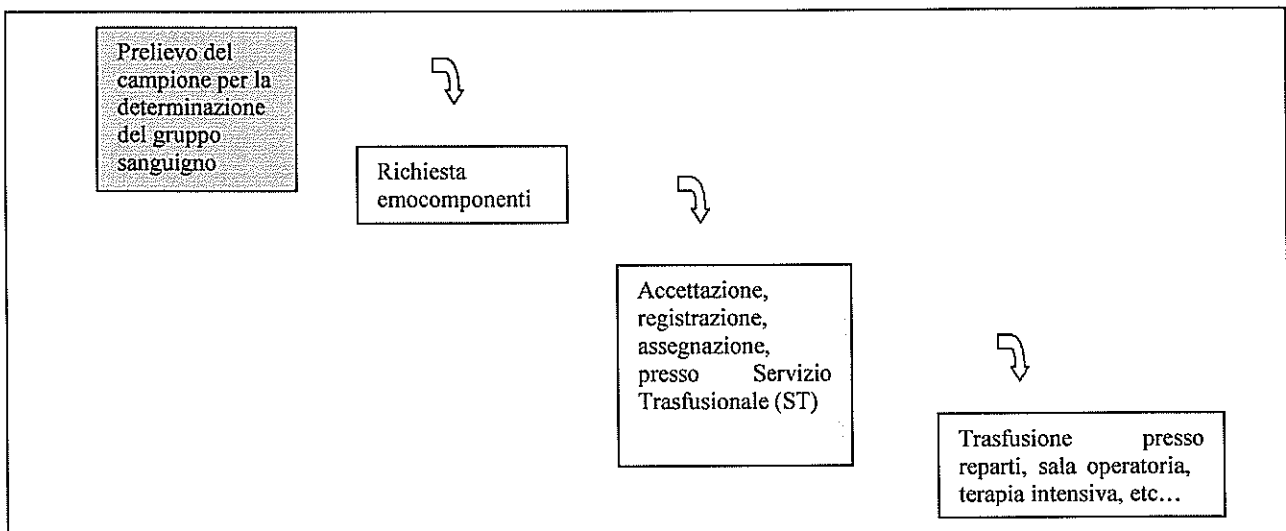 Prelievo del
campione per la
determinazione
del gruppo
sanguigno
Richiesta
emocomponenti
Accettazione,
registrazione,
assegnazione,
presso Servizio
Trasfusionale (ST)
Trasfusione presso
reparti, sala operatoria,
terapia intensiva, etc...